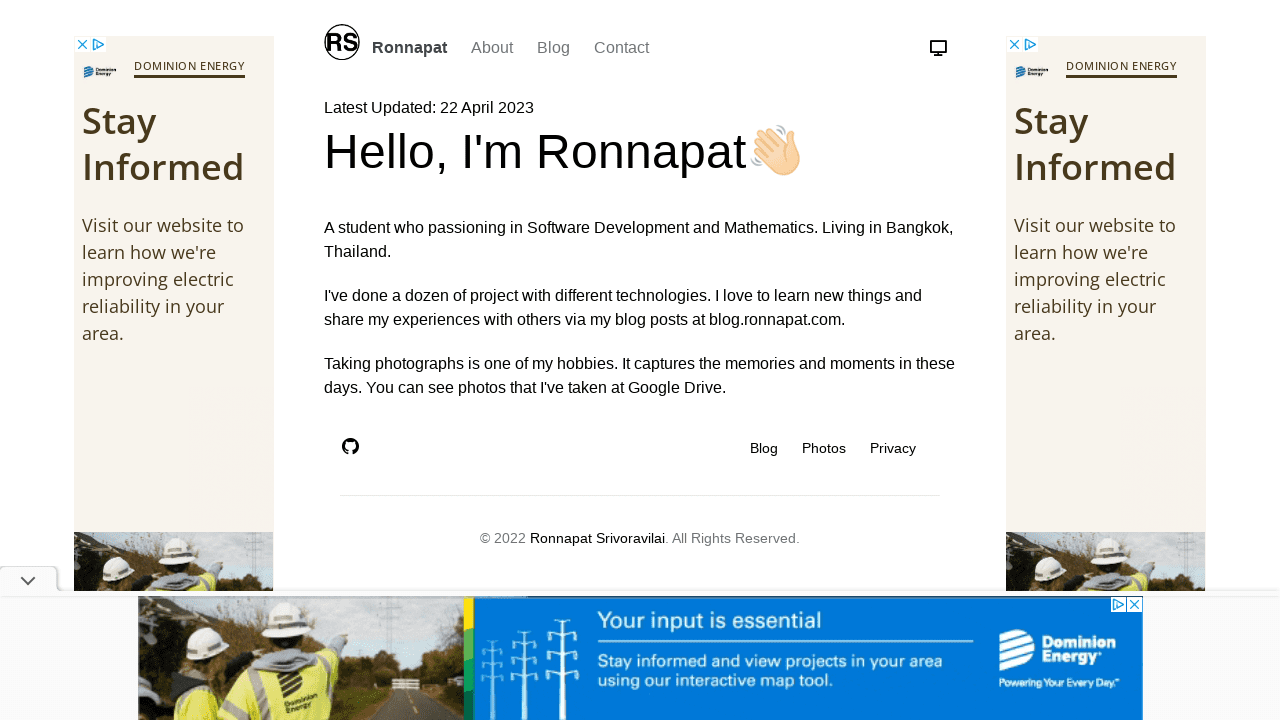 RS Ronnapat About Blog Contact
Latest Updated: 22 April 2023
Hello, I'm Ronnapat👋🏻
A student who passioning in Software Development and Mathematics. Living in Bangkok,
Thailand.
I've done a dozen of project with different technologies. I love to learn new things and
share my experiences with others via my blog posts at blog.ronnapat.com.
Taking photographs is one of my hobbies. It captures the memories and moments in these
days. You can see photos that I've taken at Google Drive.
Blog Photos Privacy
© 2022 Ronnapat Srivoravilai. All Rights Reserved.
Dominion Energy
DOMINION ENERGY
Stay
Informed
Visit our website to
learn how we're
improving electric
reliability in your
area.
Dominion Energy
DOMINION ENERGY
Stay
Informed
Visit our website to
learn how we're
improving electric
reliability in your
area.
Your input is essential
Stay informed and view projects in your area
using our interactive map tool.
Dominion
Energy®
Powering Your Every Day.℠